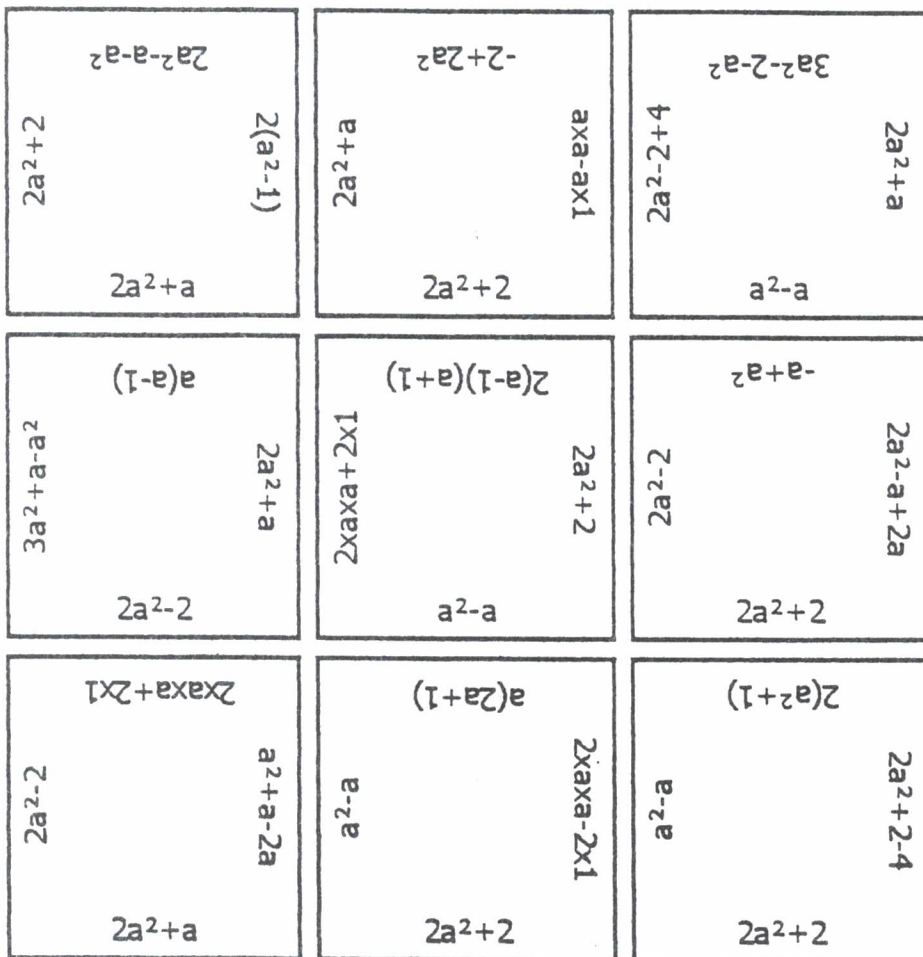 2a²-a-a²
2a²+2
2(a²-1)
2a²+a
-2+2a²
2a²+a
axa-ax1
2a²+2
3a²-2-a²
2a²-2+4
2a²+a
a²-a
a(a-1)
3a²+a-a²
2a²+a
2a²-2
2(a-1)(a+1)
2xaxa+2x1
2a²+2
a²-a
-a+a²
2a²-2
2a²-a+2a
2a²+2
2xaxa+2x1
2a²-2
a²+a-2a
2a²+a
a(2a+1)
a²-a
2xaxa-2x1
2a²+2
2(a²+1)
a²-a
2a²+2-4
2a²+2